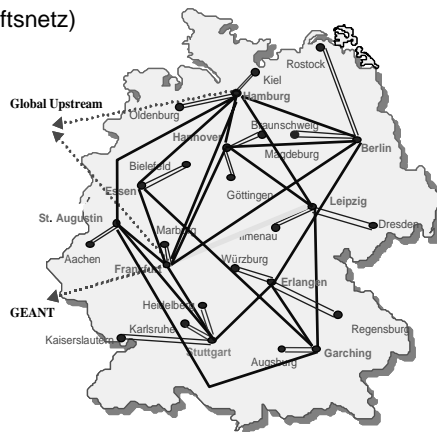 ftsnetz)
Rostock
Kiel
Hamburg
Global Upstream
Oldenburg
Braunschweig
Hannover
Berlin
Magdeburg
Bielefeld
Essen
Göttingen
Leipzig
St. Augustin
Marburg
Ilmenau
Dresden
Aachen
Würzburg
Frankfurt
Erlangen
GEANT
Heidelberg
Karlsruhe
Regensburg
Kaiserslautern
Stuttgart
Garching
Augsburg